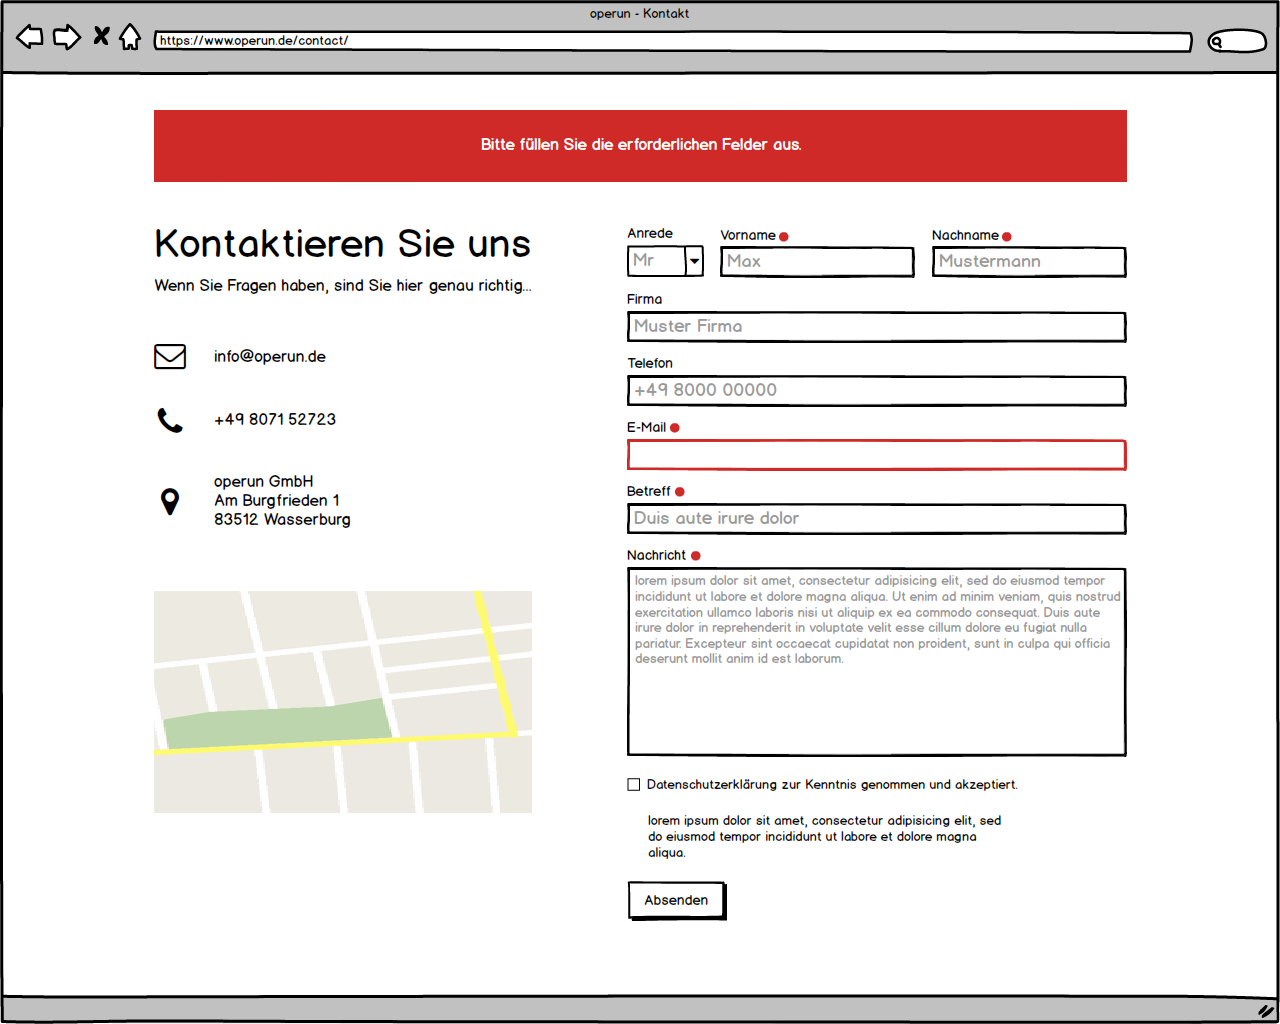 operun - Kontakt
https://www.operun.de/contact/
Bitte füllen Sie die erforderlichen Felder aus.
Kontaktieren Sie uns
Wenn Sie Fragen haben, sind Sie hier genau richtig...
info@operun.de
+49 8071 52723
operun GmbH
Am Burgfrieden 1
83512 Wasserburg
Anrede
Vorname
Nachname
Mr
Max
Mustermann
Firma
Muster Firma
Telefon
+49 8000 00000
E-Mail
Betreff
Duis aute irure dolor
Nachricht
lorem ipsum dolor sit amet, consectetur adipisicing elit, sed do eiusmod tempor
incididunt ut labore et dolore magna aliqua. Ut enim ad minim veniam, quis nostrud
exercitation ullamco laboris nisi ut aliquip ex ea commodo consequat. Duis aute
irure dolor in reprehenderit in voluptate velit esse cillum dolore eu fugiat nulla
pariatur. Excepteur sint occaecat cupidatat non proident, sunt in culpa qui officia
deserunt mollit anim id est laborum.
Datenschutzerklärung zur Kenntnis genommen und akzeptiert.
lorem ipsum dolor sit amet, consectetur adipisicing elit, sed
do eiusmod tempor incididunt ut labore et dolore magna
aliqua.
Absenden